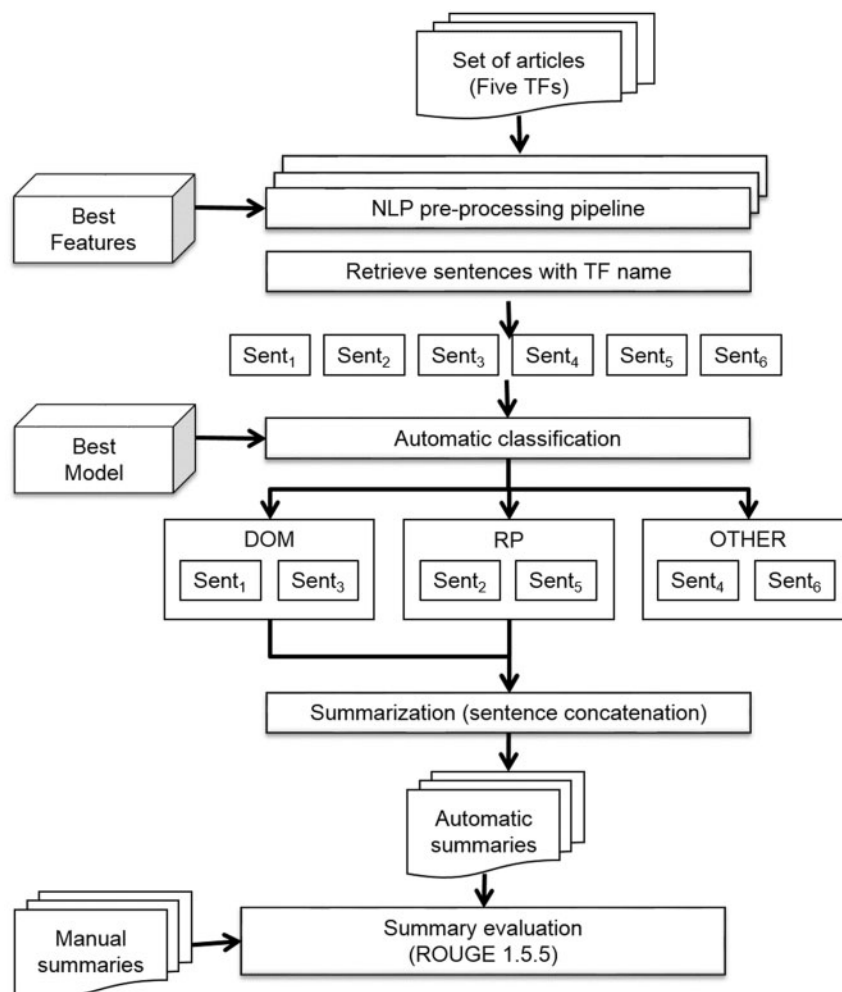 Set of articles
(Five TFs)
Best
Features
NLP pre-processing pipeline
Retrieve sentences with TF name
Sent₁ Sent₂ Sent₃ Sent₄ Sent₅ Sent₆
Best
Model
Automatic classification
DOM RP OTHER
Sent₁ Sent₃ Sent₂ Sent₅ Sent₄ Sent₆
Summarization (sentence concatenation)
Automatic
summaries
Manual
summaries
Summary evaluation
(ROUGE 1.5.5)